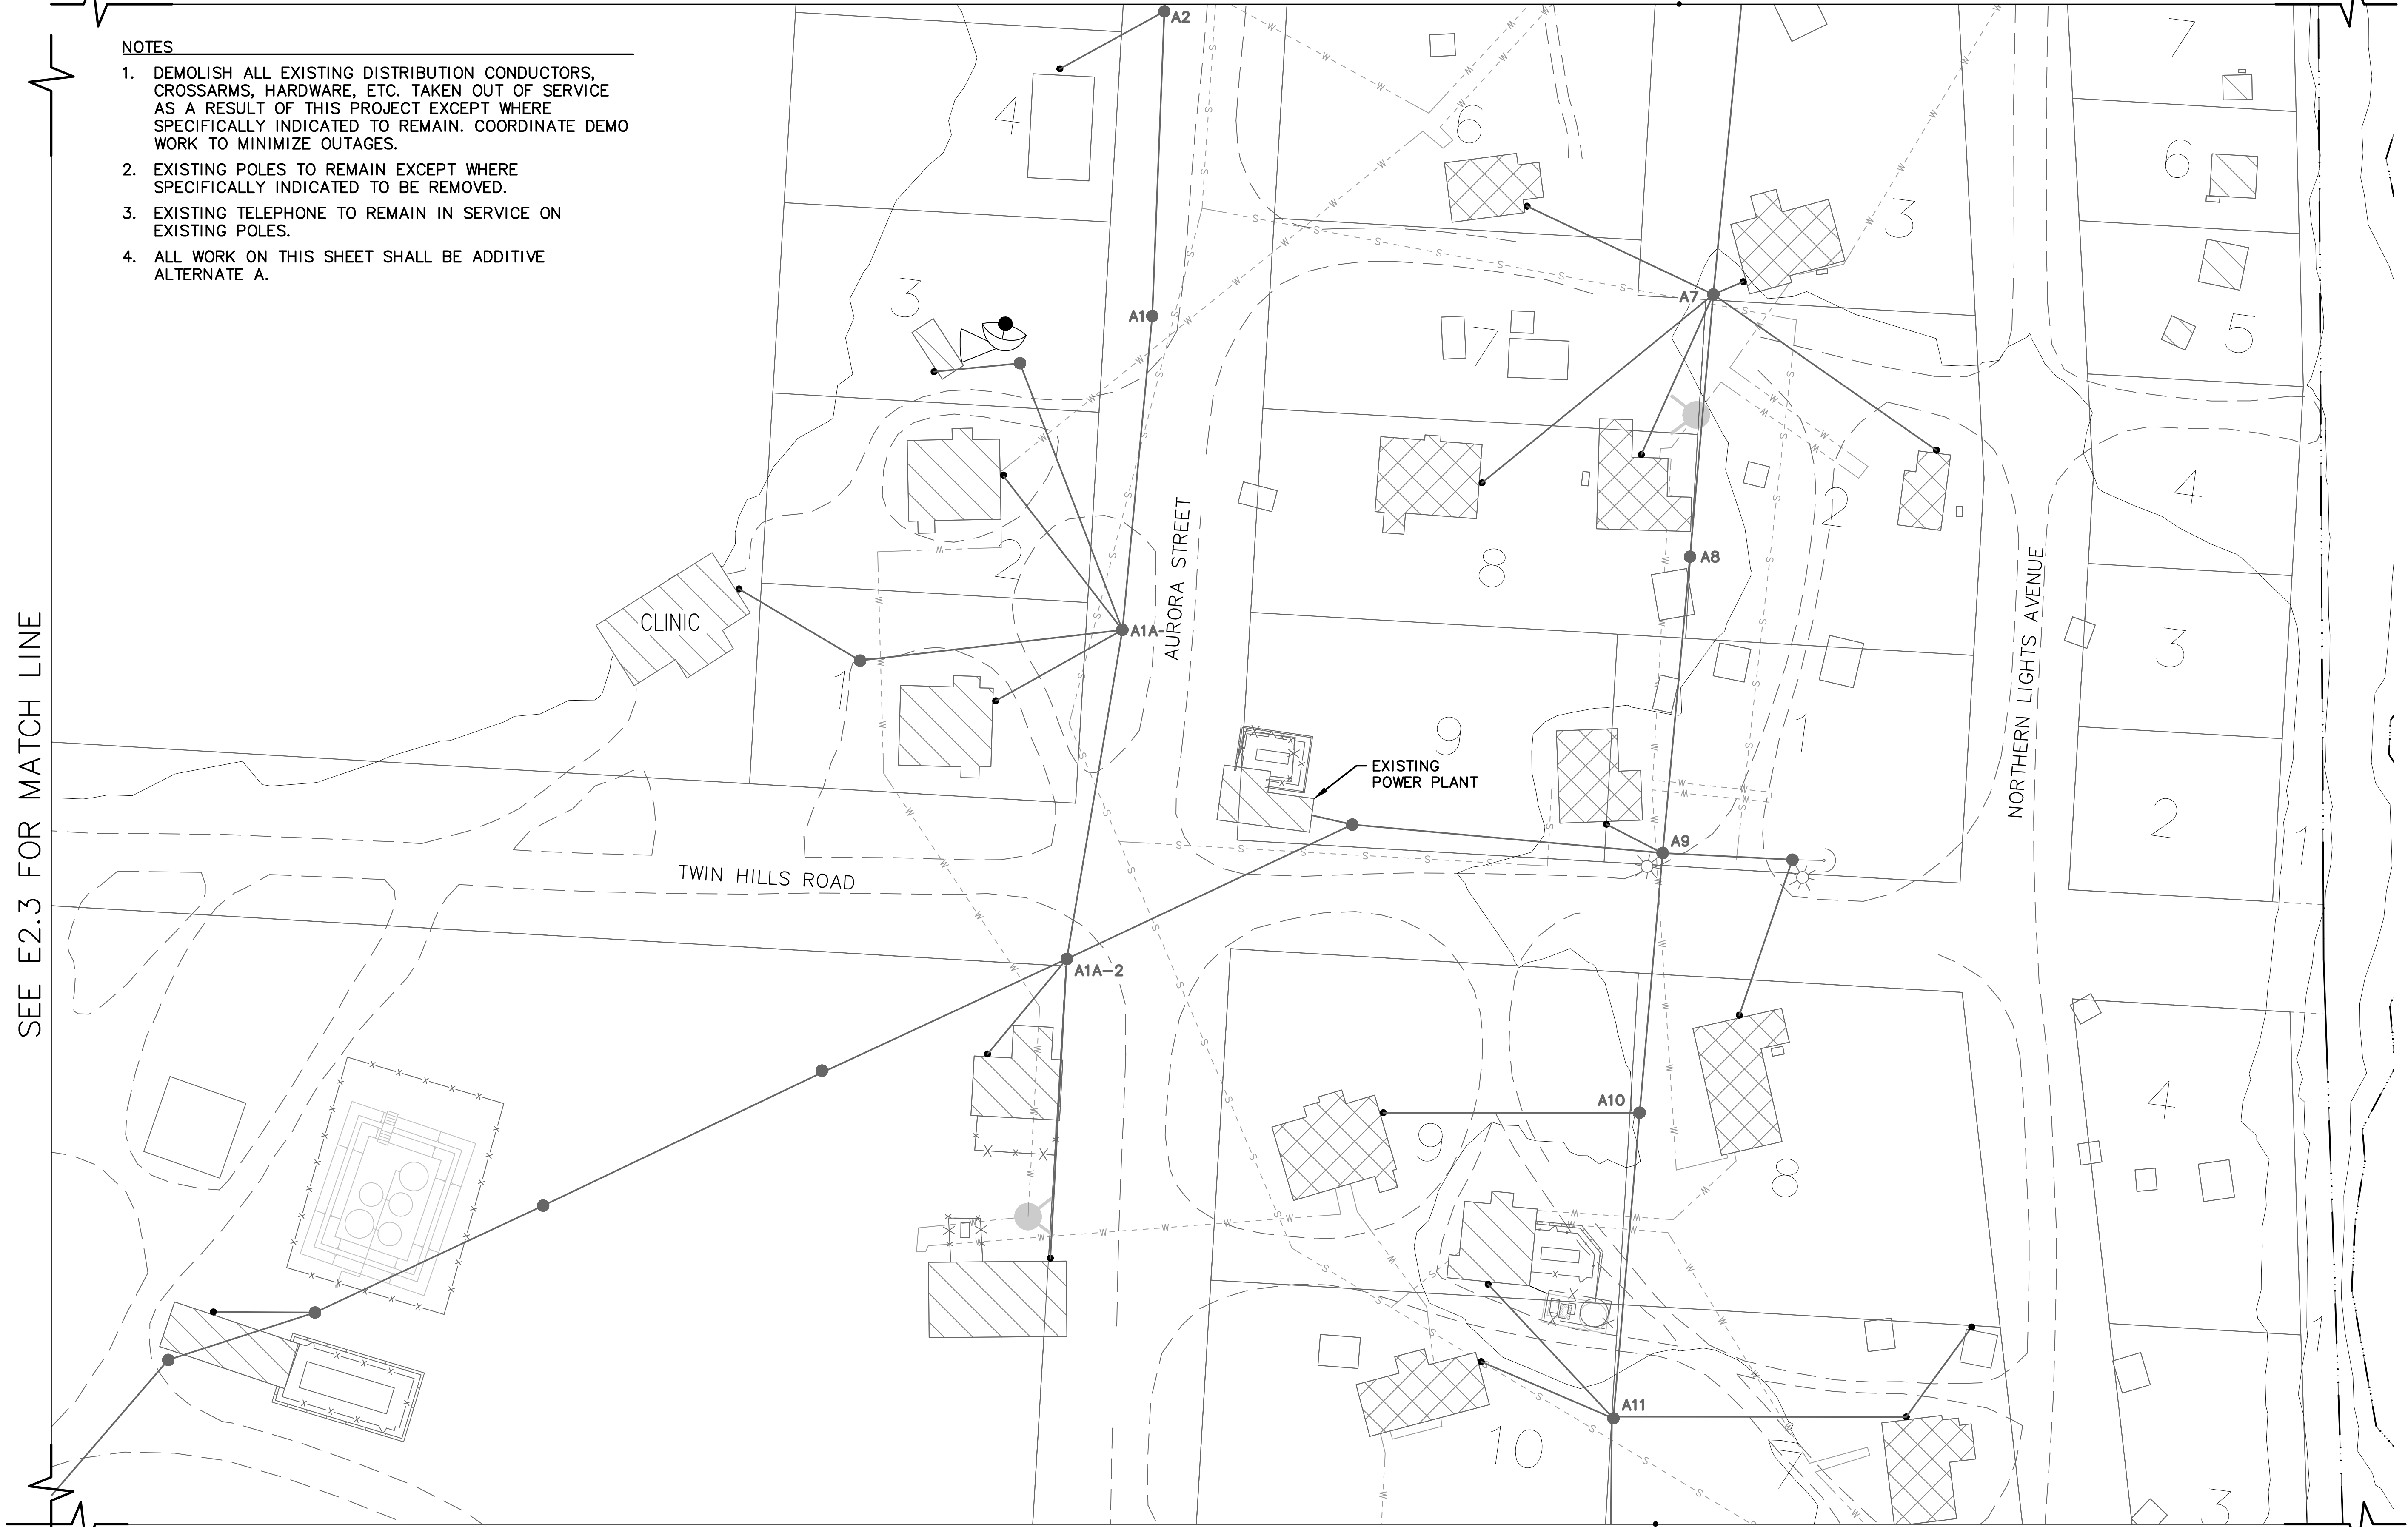 NOTES
1. DEMOLISH ALL EXISTING DISTRIBUTION CONDUCTORS,
CROSSARMS, HARDWARE, ETC. TAKEN OUT OF SERVICE
AS A RESULT OF THIS PROJECT EXCEPT WHERE
SPECIFICALLY INDICATED TO REMAIN. COORDINATE DEMO
WORK TO MINIMIZE OUTAGES.
2. EXISTING POLES TO REMAIN EXCEPT WHERE
SPECIFICALLY INDICATED TO BE REMOVED.
3. EXISTING TELEPHONE TO REMAIN IN SERVICE ON
EXISTING POLES.
4. ALL WORK ON THIS SHEET SHALL BE ADDITIVE
ALTERNATE A.
SEE E2.3 FOR MATCH LINE
A2
4
3
A1
2
CLINIC
A1A-
1
AURORA STREET
TWIN HILLS ROAD
A1A-2
6
3
A7
7
8
A8
2
9
1
EXISTING
POWER PLANT
A9
NORTHERN LIGHTS AVENUE
7
6
5
4
3
2
1
A10
9
8
4
A11
10
7
1
3